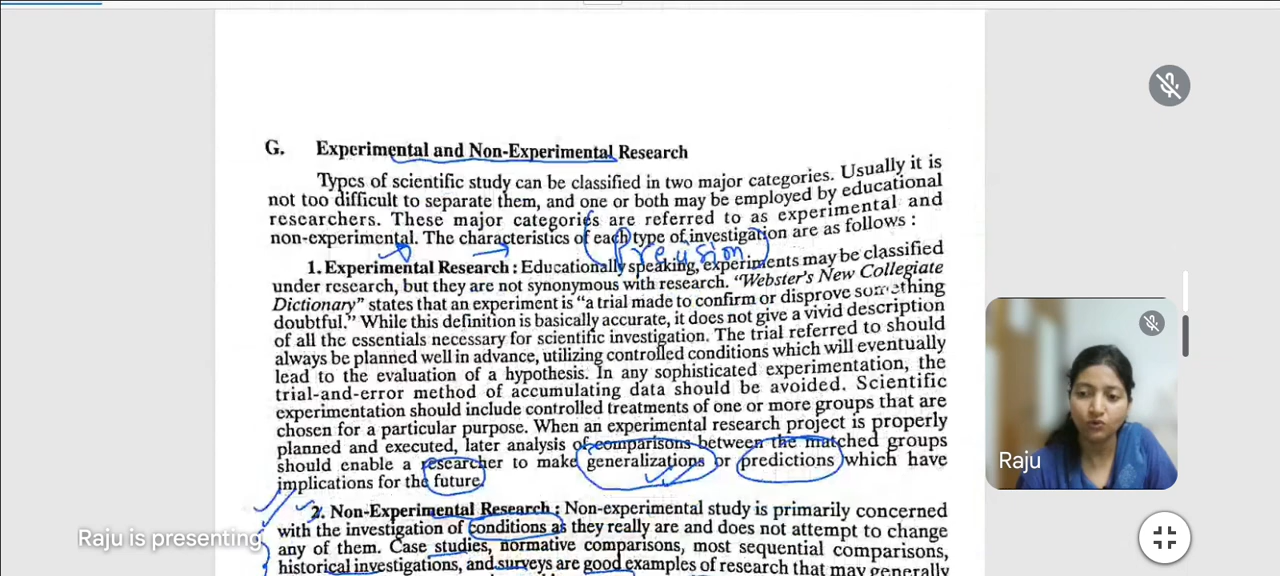 G. Experimental and Non-Experimental Research
Types of scientific study can be classified in two major categories. Usually it is
not too difficult to separate them, and one or both may be employed by educational
researchers. These major categories are referred to as experimental and
non-experimental. The characteristics of each type of investigation are as follows :
(Precision)
1. Experimental Research : Educationally speaking, experiments may be classified
under research, but they are not synonymous with research. "Webster's New Collegiate
Dictionary" states that an experiment is "a trial made to confirm or disprove something
doubtful." While this definition is basically accurate, it does not give a vivid description
of all the essentials necessary for scientific investigation. The trial referred to should
always be planned well in advance, utilizing controlled conditions which will eventually
lead to the evaluation of a hypothesis. In any sophisticated experimentation, the
trial-and-error method of accumulating data should be avoided. Scientific
experimentation should include controlled treatments of one or more groups that are
chosen for a particular purpose. When an experimental research project is properly
planned and executed, later analysis of comparisons between the matched groups
should enable a researcher to make generalizations or predictions which have
implications for the future.
2. Non-Experimental Research : Non-experimental study is primarily concerned
with the investigation of conditions as they really are and does not attempt to change
any of them. Case studies, normative comparisons, most sequential comparisons,
historical investigations, and surveys are good examples of research that may generally
Raju
Raju is presenting